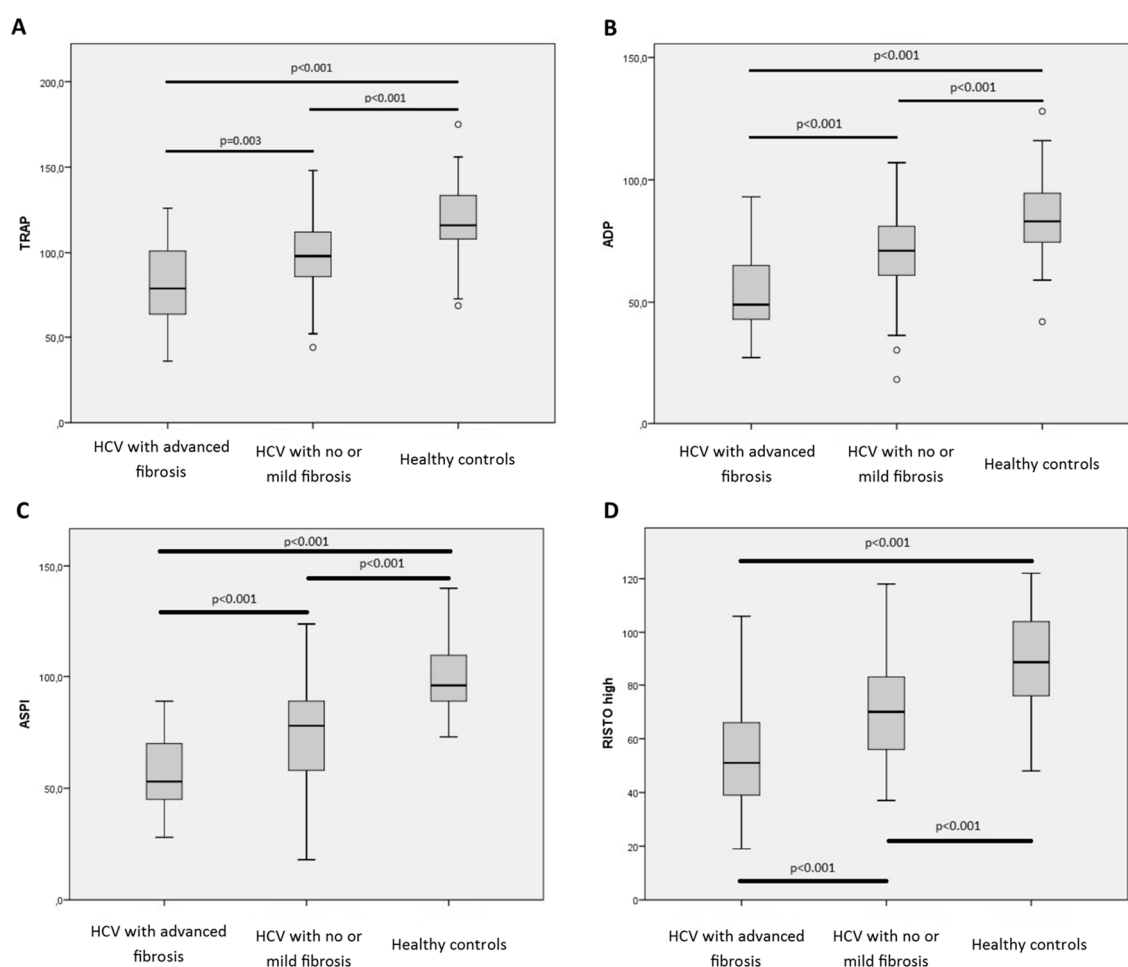 A
TRAP
200,0
150,0
100,0
50,0
,0
p<0.001
p<0.001
p=0.003
HCV with advanced
fibrosis
HCV with no or
mild fibrosis
Healthy controls
B
ADP
150,0
100,0
50,0
,0
p<0.001
p<0.001
p<0.001
HCV with advanced
fibrosis
HCV with no or
mild fibrosis
Healthy controls
C
ASPI
150,0
100,0
50,0
,0
p<0.001
p<0.001
p<0.001
HCV with advanced
fibrosis
HCV with no or
mild fibrosis
Healthy controls
D
RISTO high
120
100
80
60
40
20
0
p<0.001
p<0.001
p<0.001
HCV with advanced
fibrosis
HCV with no or
mild fibrosis
Healthy controls